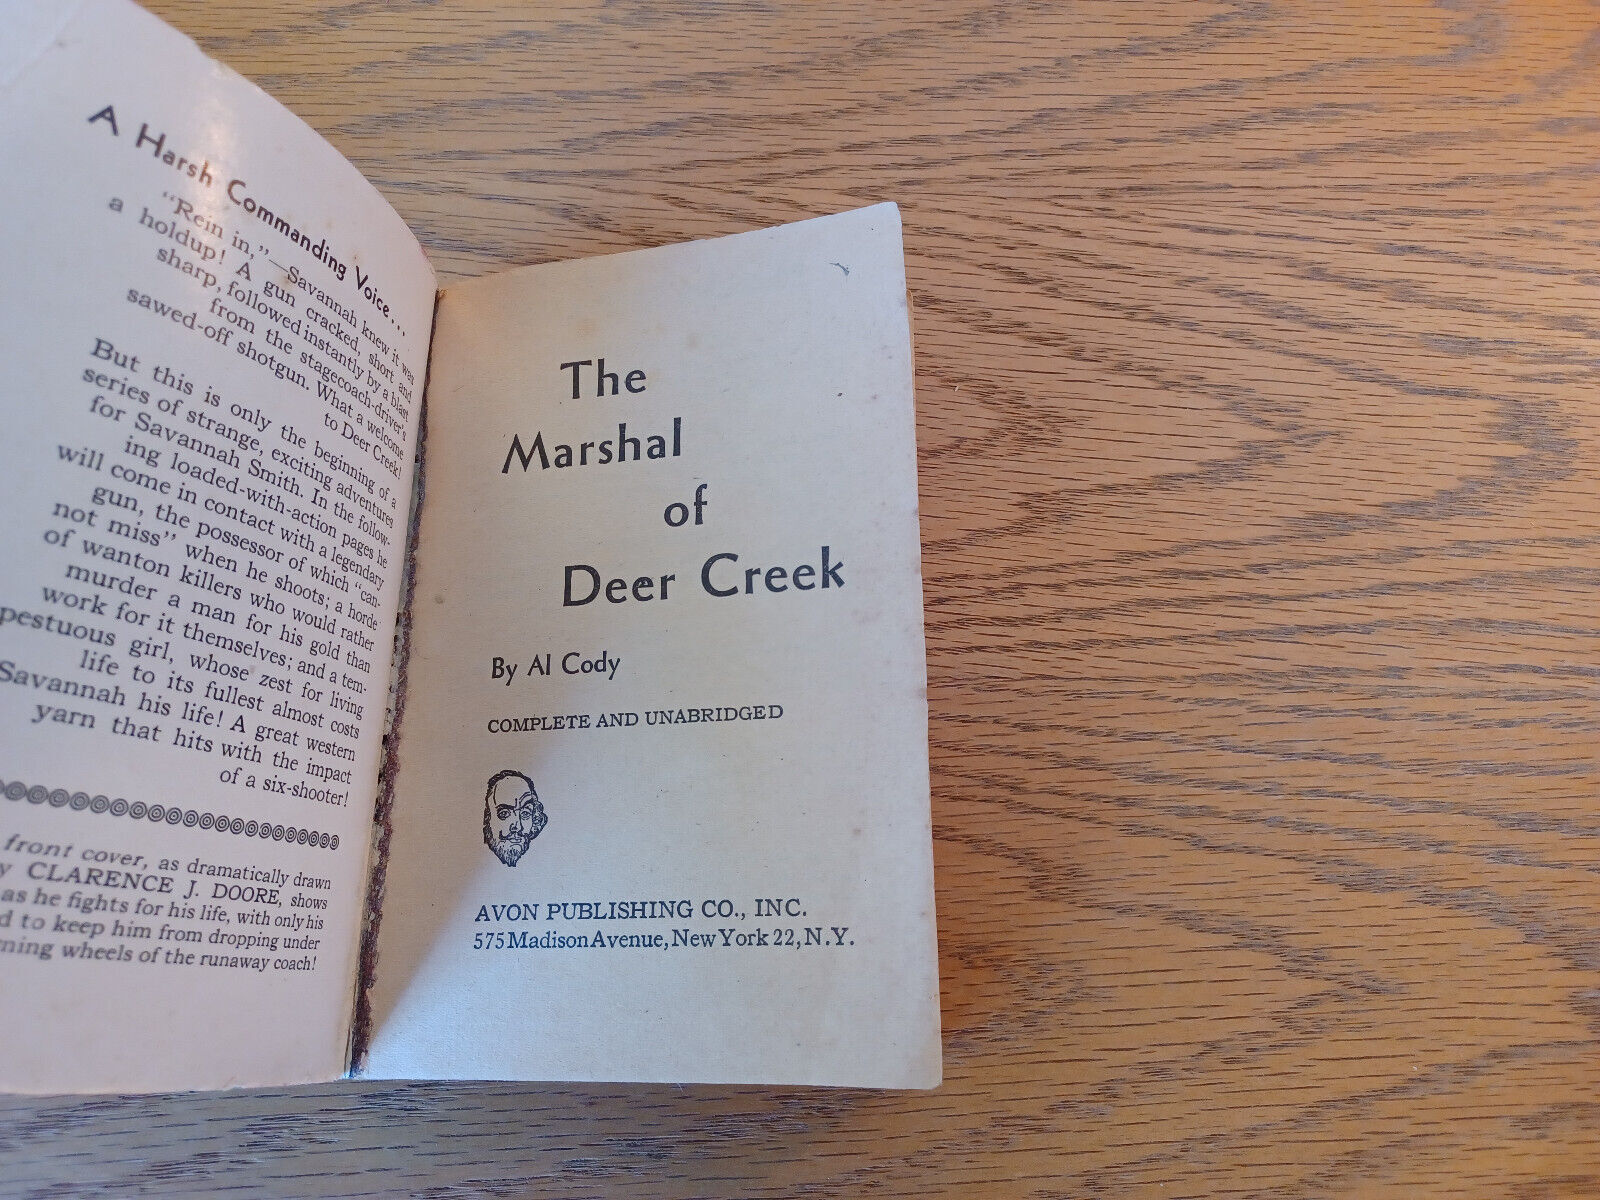 A Harsh Commanding Voice...
"Rein in,"—Savannah knew it was
a holdup! A gun cracked, short and
sharp, followed instantly by a blast
from the stagecoach-driver's
sawed-off shotgun. What a welcome
to Deer Creek!
But this is only the beginning of a
series of strange, exciting adventures
for Savannah Smith. In the follow-
ing loaded-with-action pages he
will come in contact with a legendary
gun, the possessor of which "can-
not miss" when he shoots; a horde
of wanton killers who would rather
murder a man for his gold than
work for it themselves; and a tem-
pestuous girl, whose zest for living
life to its fullest almost costs
Savannah his life! A great western
yarn that hits with the impact
of a six-shooter!
front cover, as dramatically drawn
CLARENCE J. DOORE, shows
as he fights for his life, with only his
to keep him from dropping under
wheels of the runaway coach!
The
Marshal
of
Deer Creek
By Al Cody
COMPLETE AND UNABRIDGED
AVON PUBLISHING CO., INC.
575 Madison Avenue, New York 22, N.Y.